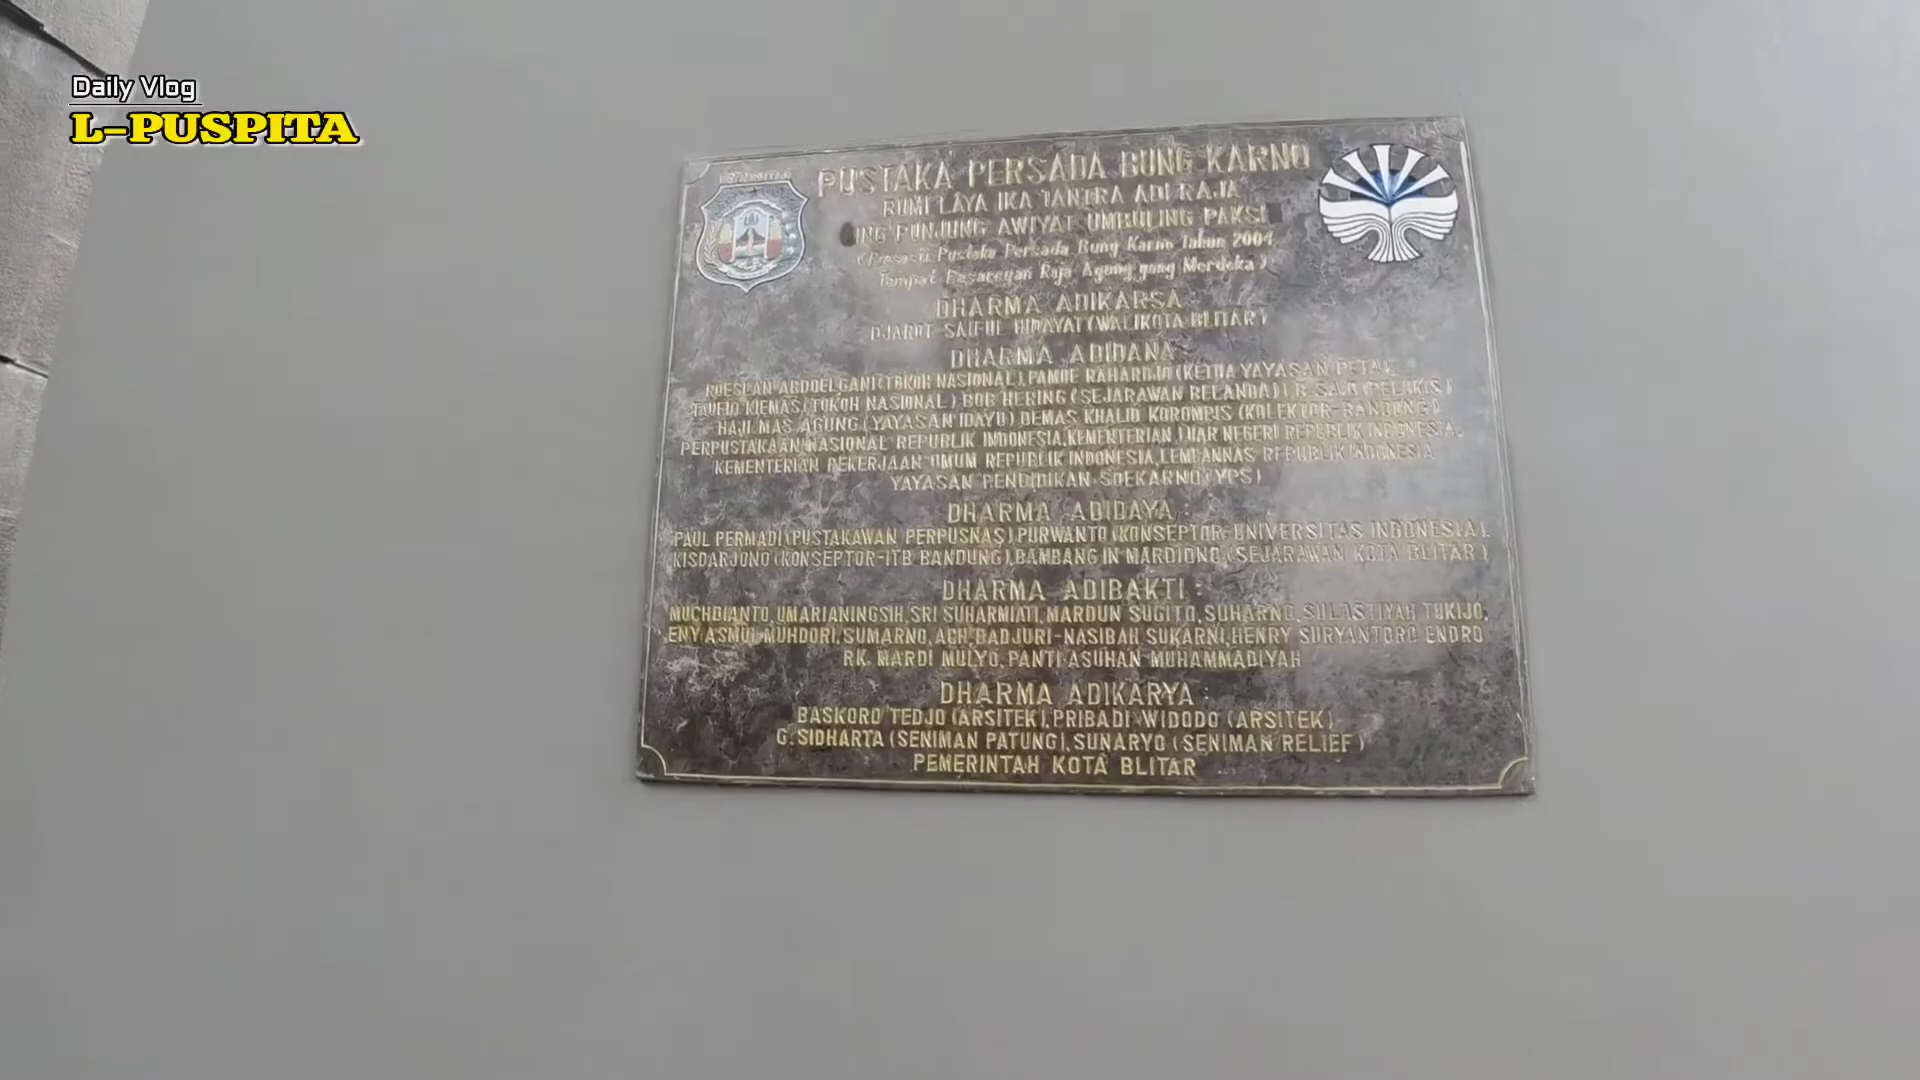 Daily Vlog
L-PUSPITA
PUSTAKA PERSADA BUNG KARNO
RUMI LAYA IKA TANTRA ADI RAJA
ING PUNJUNG AWIYAT UMBULING PAKSI
(Prasasti Pustaka Persada Bung Karno Tahun 2004
Tempat Pasareyan Raja Agung yang Merdeka)
DHARMA ADIKARSA :
DJAROT SAIFUL HIDAYAT (WALIKOTA BLITAR)
DHARMA ADIDANA
ROESLAN ABDOELGANI (TOKOH NASIONAL), PAMOE RAHARDJO (KETUA YAYASAN PETA),
TAUFIQ KIEMAS (TOKOH NASIONAL) BOB HERING (SEJARAWAN BELANDA) (PELUKIS)
HAJI MAS AGUNG (YAYASAN IDAYU) DEMAS KHALID KOROMPIS (KOLEKTOR-BANDUNG)
PERPUSTAKAAN NASIONAL REPUBLIK INDONESIA, KEMENTERIAN LUAR NEGERI REPUBLIK INDONESIA,
KEMENTERIAN PEKERJAAN UMUM REPUBLIK INDONESIA, LEMHANNAS REPUBLIK INDONESIA
YAYASAN PENDIDIKAN SOEKARNO (YPS)
DHARMA ADIDAYA :
PAUL PERMADI (PUSTAKAWAN PERPUSNAS) PURWANTO (KONSEPTOR-UNIVERSITAS INDONESIA),
KISDARJONO (KONSEPTOR-ITB BANDUNG), BAMBANG IN MARDIONO (SEJARAWAN KOTA BLITAR)
DHARMA ADIBAKTI :
MUCHDIANTO, UMARIANINGSIH, SRI SUHARMIATI, MARDUN SUGITO, SUHARNO, SULASTIYAH TUKIJO,
ENY ASMUI MUHDORI, SUMARNO, ACH. BADJURI-NASIBAH SUKARNI, HENRY SURYANTORO ENDRO
RK. MARDI MULYO, PANTI ASUHAN MUHAMMADIYAH
DHARMA ADIKARYA :
BASKORO TEDJO (ARSITEK), PRIBADI WIDODO (ARSITEK)
G. SIDHARTA (SENIMAN PATUNG), SUNARYO (SENIMAN RELIEF)
PEMERINTAH KOTA BLITAR